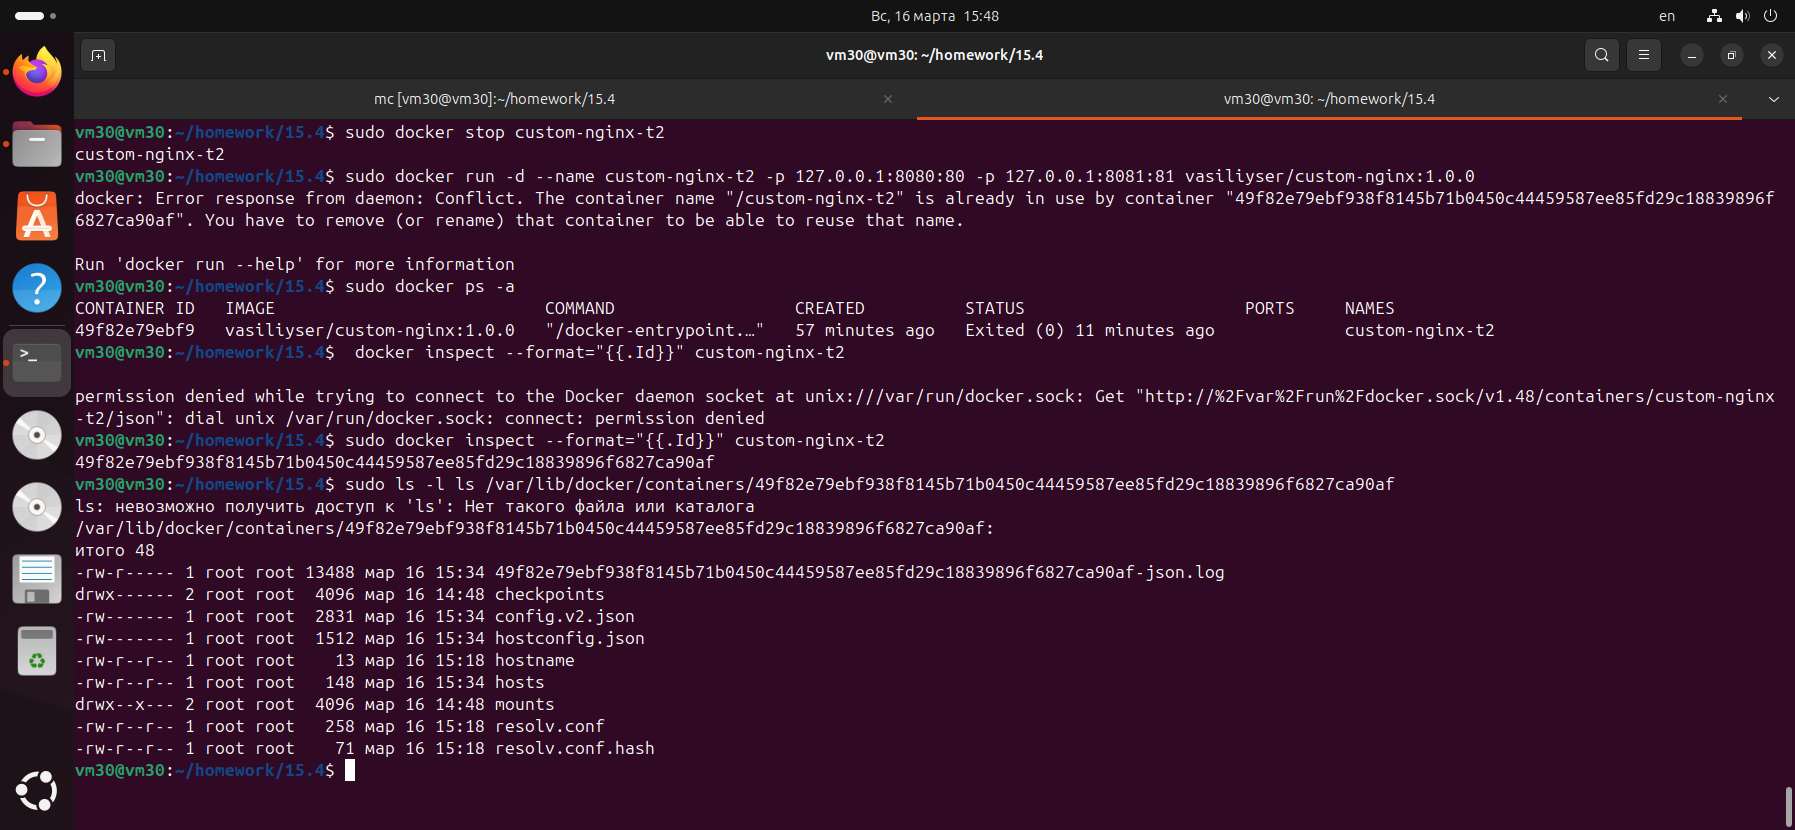 Вс, 16 марта 15:48
en
vm30@vm30: ~/homework/15.4
mc [vm30@vm30]:~/homework/15.4
vm30@vm30: ~/homework/15.4
vm30@vm30:~/homework/15.4$ sudo docker stop custom-nginx-t2
custom-nginx-t2
vm30@vm30:~/homework/15.4$ sudo docker run -d --name custom-nginx-t2 -p 127.0.0.1:8080:80 -p 127.0.0.1:8081:81 vasiliyser/custom-nginx:1.0.0
docker: Error response from daemon: Conflict. The container name "/custom-nginx-t2" is already in use by container "49f82e79ebf938f8145b71b0450c44459587ee85fd29c18839896f
6827ca90af". You have to remove (or rename) that container to be able to reuse that name.
Run 'docker run --help' for more information
vm30@vm30:~/homework/15.4$ sudo docker ps -a
CONTAINER ID   IMAGE                           COMMAND                  CREATED          STATUS                      PORTS     NAMES
49f82e79ebf9   vasiliyser/custom-nginx:1.0.0   "/docker-entrypoint.…"   57 minutes ago   Exited (0) 11 minutes ago             custom-nginx-t2
vm30@vm30:~/homework/15.4$  docker inspect --format="{{.Id}}" custom-nginx-t2
permission denied while trying to connect to the Docker daemon socket at unix:///var/run/docker.sock: Get "http://%2Fvar%2Frun%2Fdocker.sock/v1.48/containers/custom-nginx
-t2/json": dial unix /var/run/docker.sock: connect: permission denied
vm30@vm30:~/homework/15.4$ sudo docker inspect --format="{{.Id}}" custom-nginx-t2
49f82e79ebf938f8145b71b0450c44459587ee85fd29c18839896f6827ca90af
vm30@vm30:~/homework/15.4$ sudo ls -l ls /var/lib/docker/containers/49f82e79ebf938f8145b71b0450c44459587ee85fd29c18839896f6827ca90af
ls: невозможно получить доступ к 'ls': Нет такого файла или каталога
/var/lib/docker/containers/49f82e79ebf938f8145b71b0450c44459587ee85fd29c18839896f6827ca90af:
итого 48
-rw-r----- 1 root root 13488 мар 16 15:34 49f82e79ebf938f8145b71b0450c44459587ee85fd29c18839896f6827ca90af-json.log
drwx------ 2 root root  4096 мар 16 14:48 checkpoints
-rw------- 1 root root  2831 мар 16 15:34 config.v2.json
-rw------- 1 root root  1512 мар 16 15:34 hostconfig.json
-rw-r--r-- 1 root root    13 мар 16 15:18 hostname
-rw-r--r-- 1 root root   148 мар 16 15:34 hosts
drwx--x--- 2 root root  4096 мар 16 14:48 mounts
-rw-r--r-- 1 root root   258 мар 16 15:18 resolv.conf
-rw-r--r-- 1 root root    71 мар 16 15:18 resolv.conf.hash
vm30@vm30:~/homework/15.4$